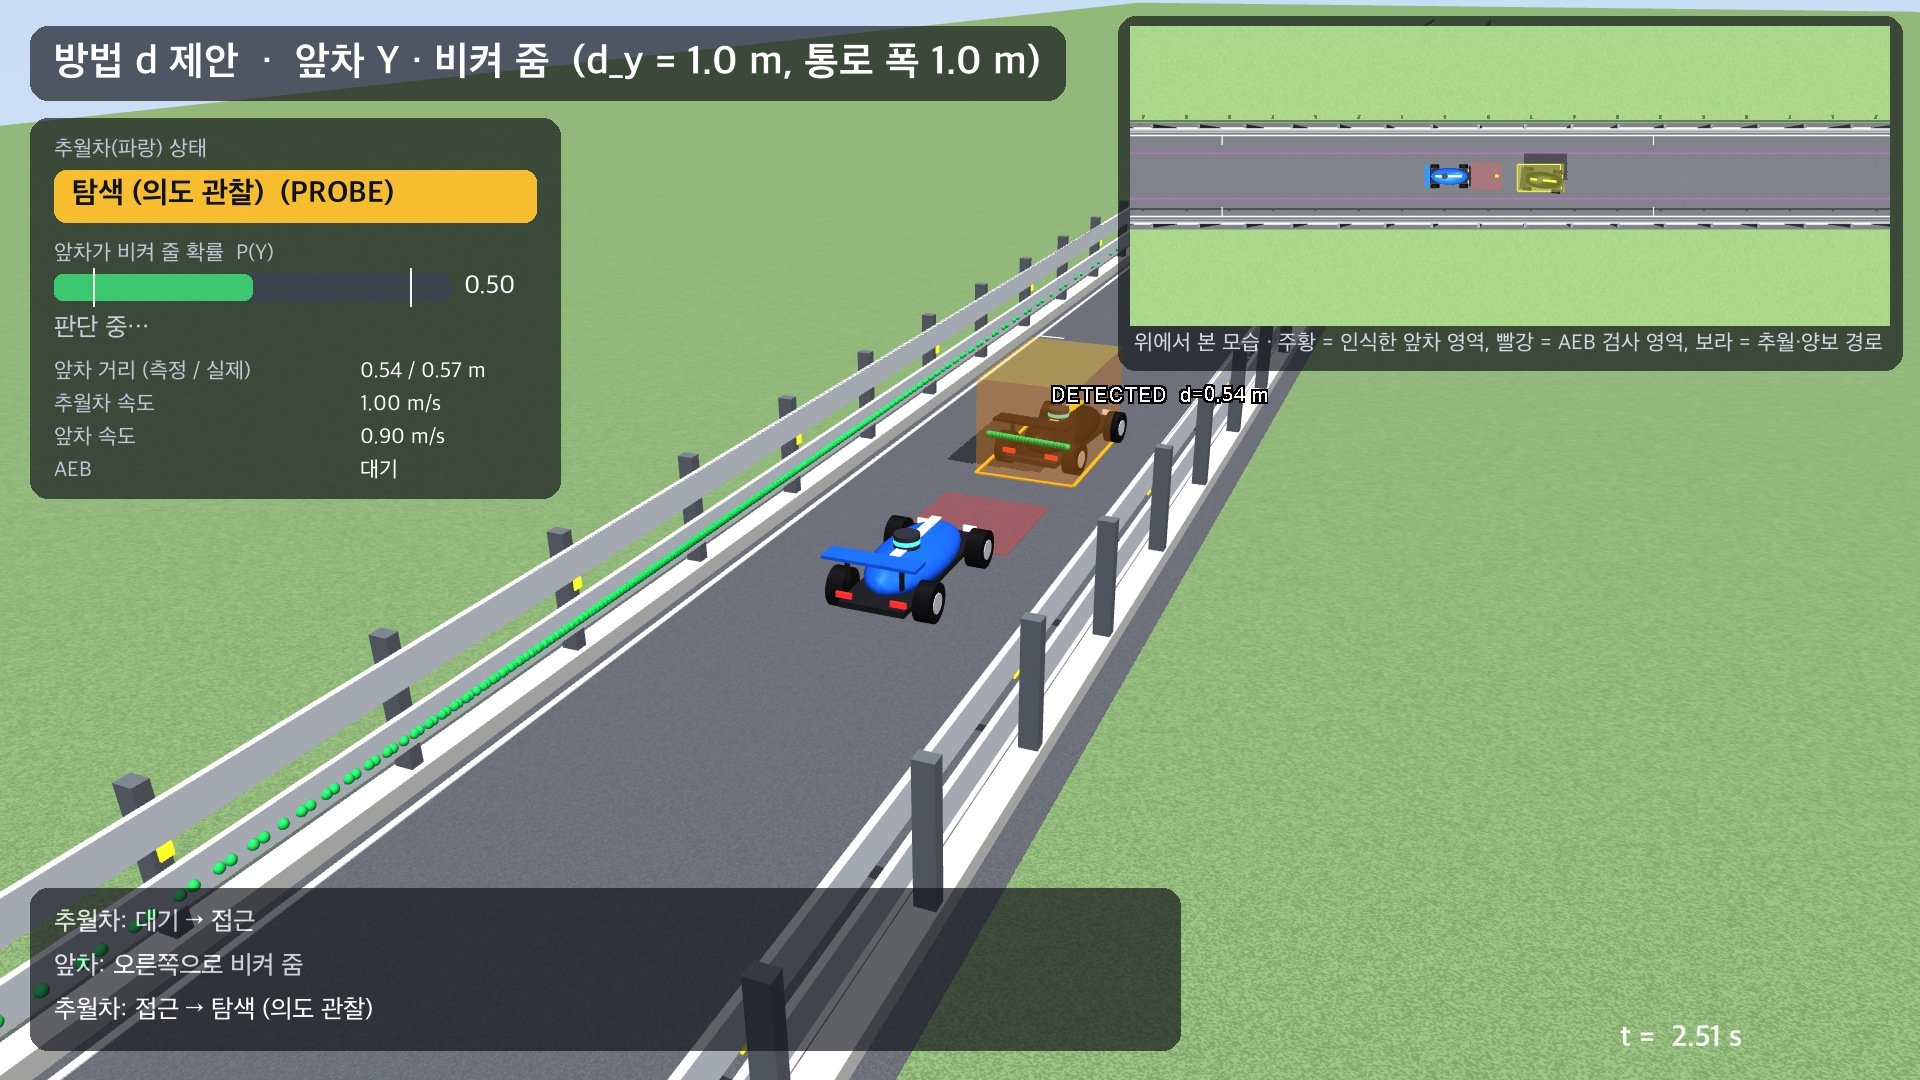 방법 d 제안 · 앞차 Y · 비켜 줌 (d_y = 1.0 m, 통로 폭 1.0 m)
추월차(파랑) 상태
탐색 (의도 관찰) (PROBE)
앞차가 비켜 줄 확률 P(Y)
0.50
판단 중…
앞차 거리 (측정 / 실제) 0.54 / 0.57 m
추월차 속도 1.00 m/s
앞차 속도 0.90 m/s
AEB 대기
위에서 본 모습 · 주황 = 인식한 앞차 영역, 빨강 = AEB 검사 영역, 보라 = 추월·양보 경로
DETECTED d=0.54 m
추월차: 대기 → 접근
앞차: 오른쪽으로 비켜 줌
추월차: 접근 → 탐색 (의도 관찰)
t = 2.51 s